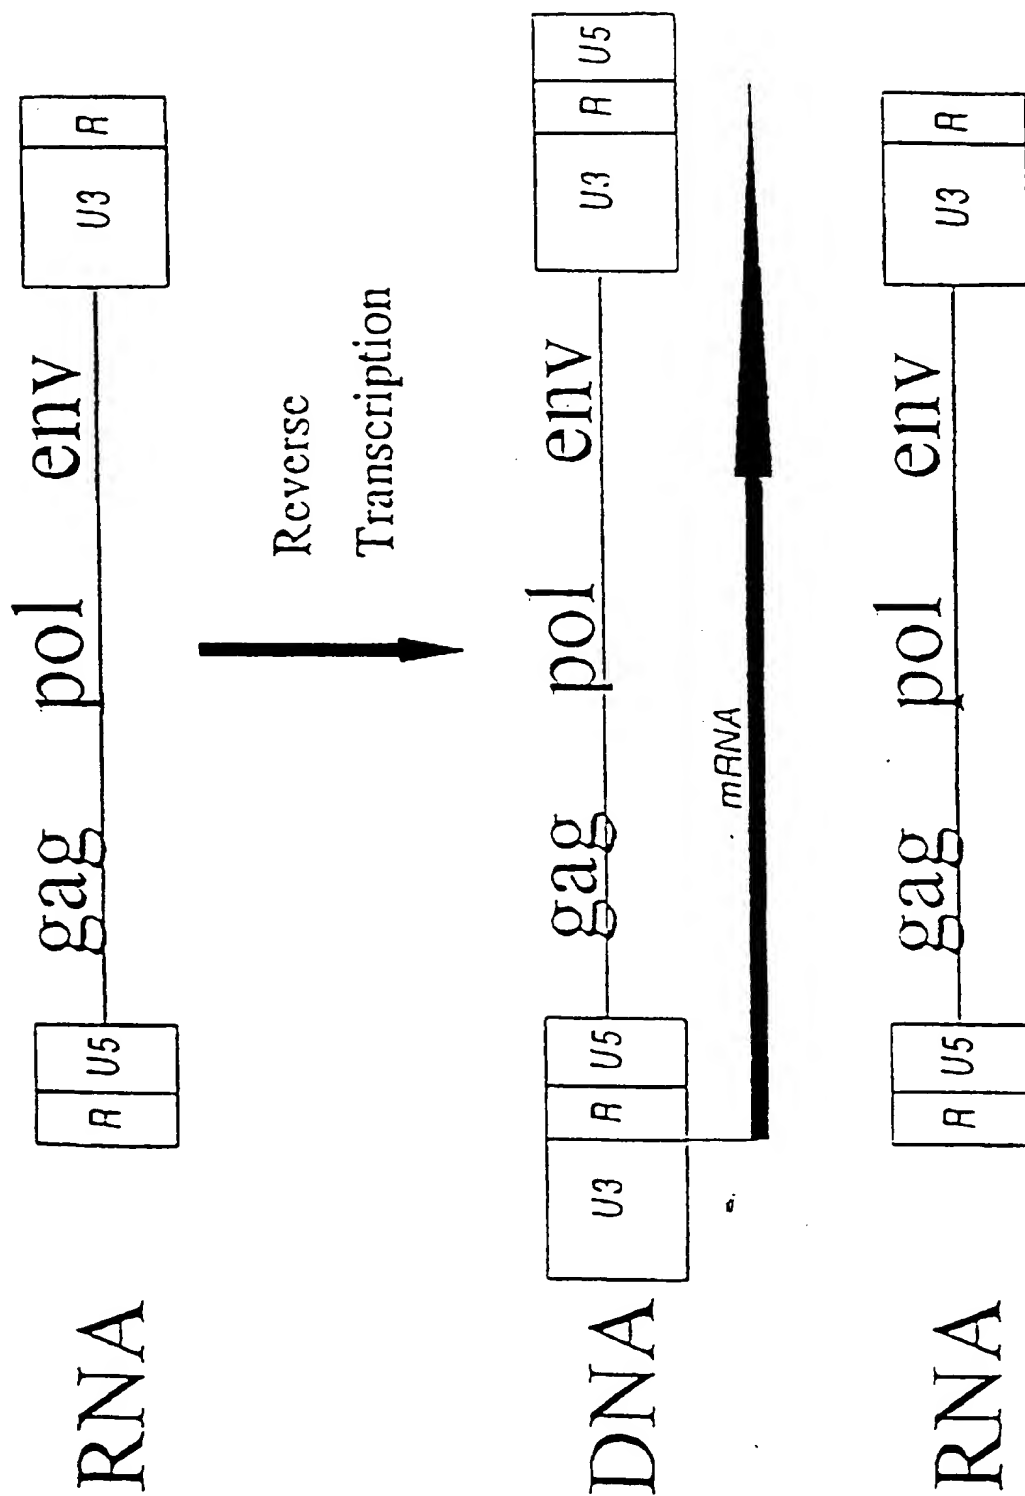 RNA R U5 gag pol env U3 R
Reverse
Transcription
DNA U3 R U5 gag pol env U3 R U5
mRNA
RNA R U5 gag pol env U3 R